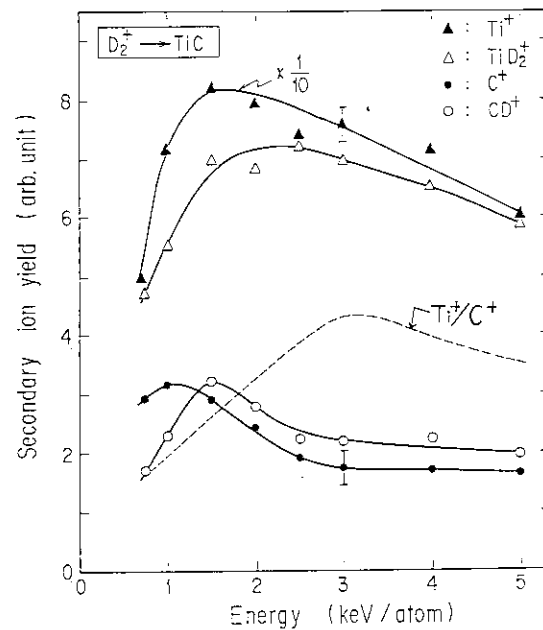 D₂⁺ → TiC
× 1/10
▲ : Ti⁺
△ : TiD₂⁺
● : C⁺
○ : CD⁺
Ti⁺/C⁺
Secondary ion yield (arb. unit)
8
6
4
2
0
0 1 2 3 4 5
Energy (keV/atom)